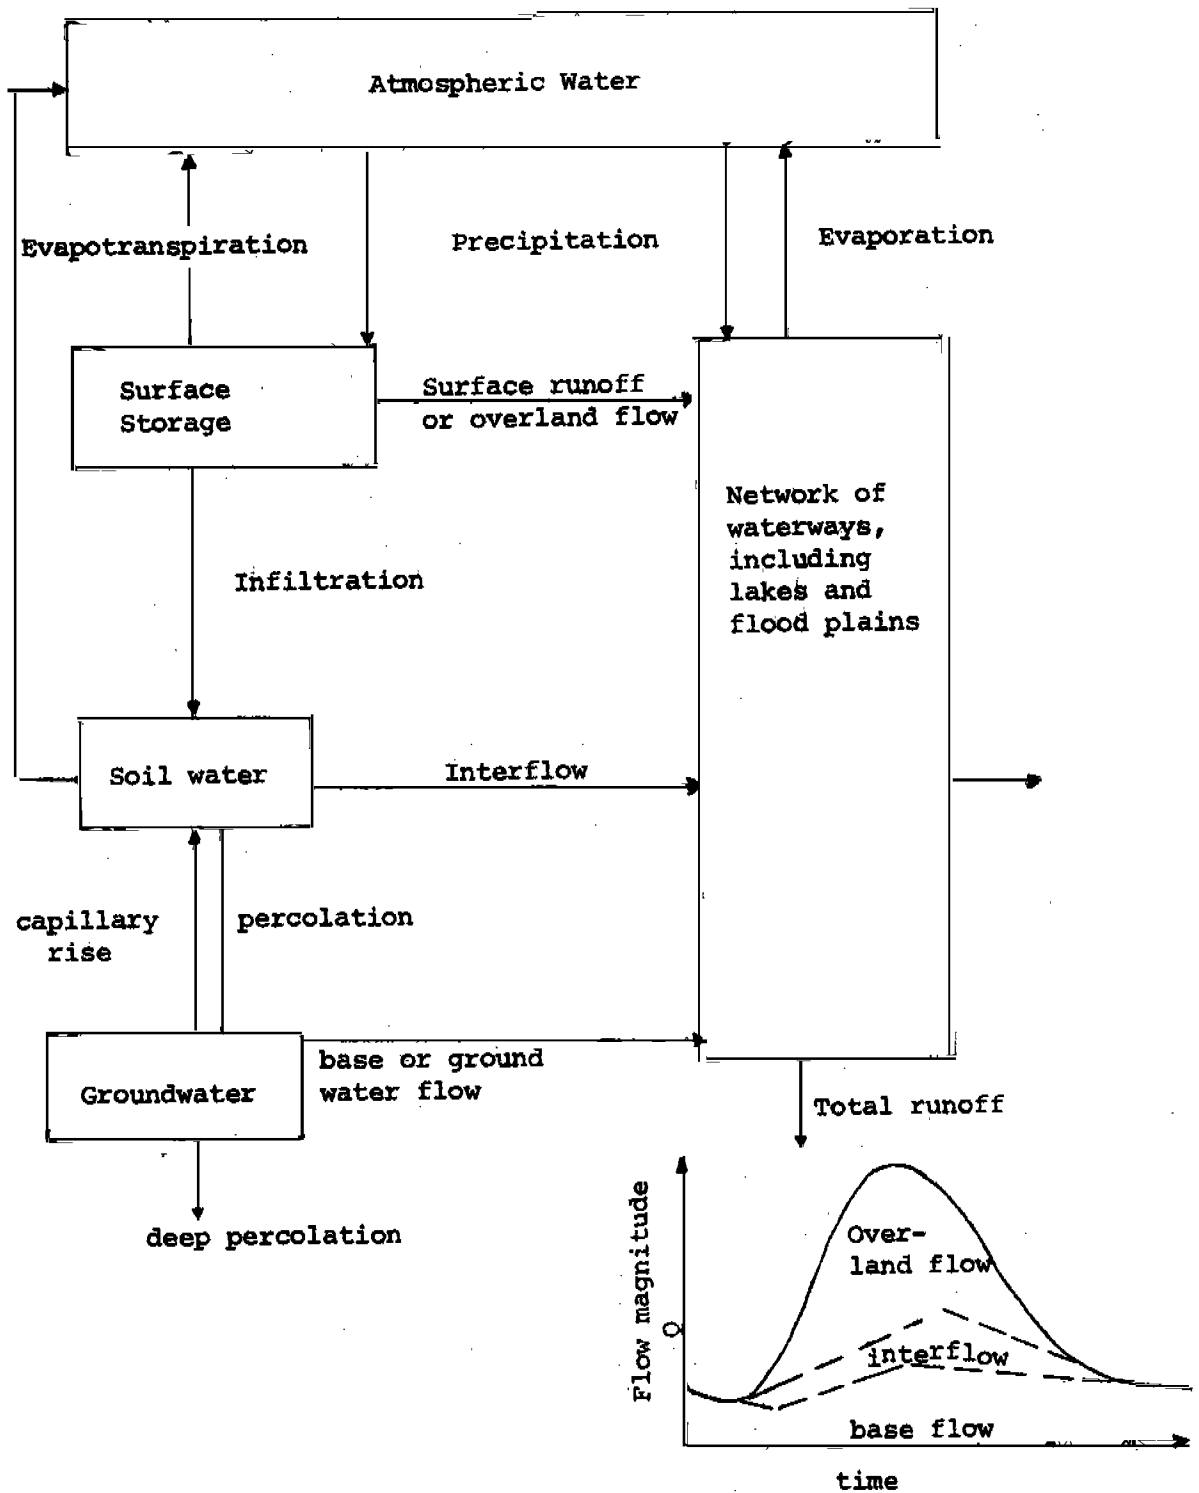 Atmospheric Water
Evapotranspiration
Precipitation
Evaporation
Surface
Storage
Surface runoff
or overland flow
Network of
waterways,
including
lakes and
flood plains
Infiltration
Soil water
Interflow
capillary
rise
percolation
Groundwater
base or ground
water flow
Total runoff
deep percolation
Flow magnitude
Q
Over-
land flow
interflow
base flow
time